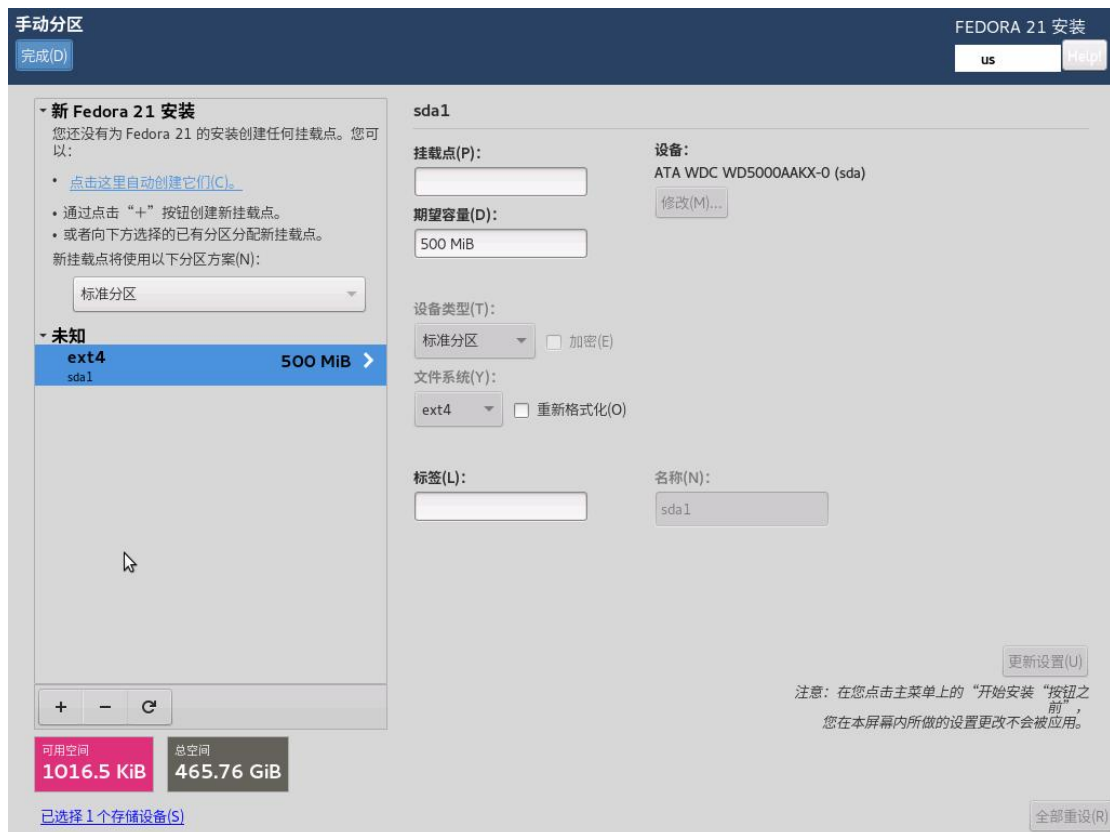 手动分区
FEDORA 21 安装
完成(D)
us
Help!
新 Fedora 21 安装
您还没有为 Fedora 21 的安装创建任何挂载点。您可
以：
• 点击这里自动创建它们(C)。
• 通过点击“+”按钮创建新挂载点。
• 或者向下方选择的已有分区分配新挂载点。
新挂载点将使用以下分区方案(N)：
标准分区
未知
ext4
500 MiB
sda1
+ −
可用空间
1016.5 KiB
总空间
465.76 GiB
已选择 1 个存储设备(S)
sda1
挂载点(P)：
设备：
ATA WDC WD5000AAKX-0 (sda)
修改(M)...
期望容量(D)：
500 MiB
设备类型(T)：
标准分区
加密(E)
文件系统(Y)：
ext4
重新格式化(O)
标签(L)：
名称(N)：
sda1
更新设置(U)
注意：在您点击主菜单上的“开始安装“按钮之
前”，
您在本屏幕内所做的设置更改不会被应用。
全部重设(R)